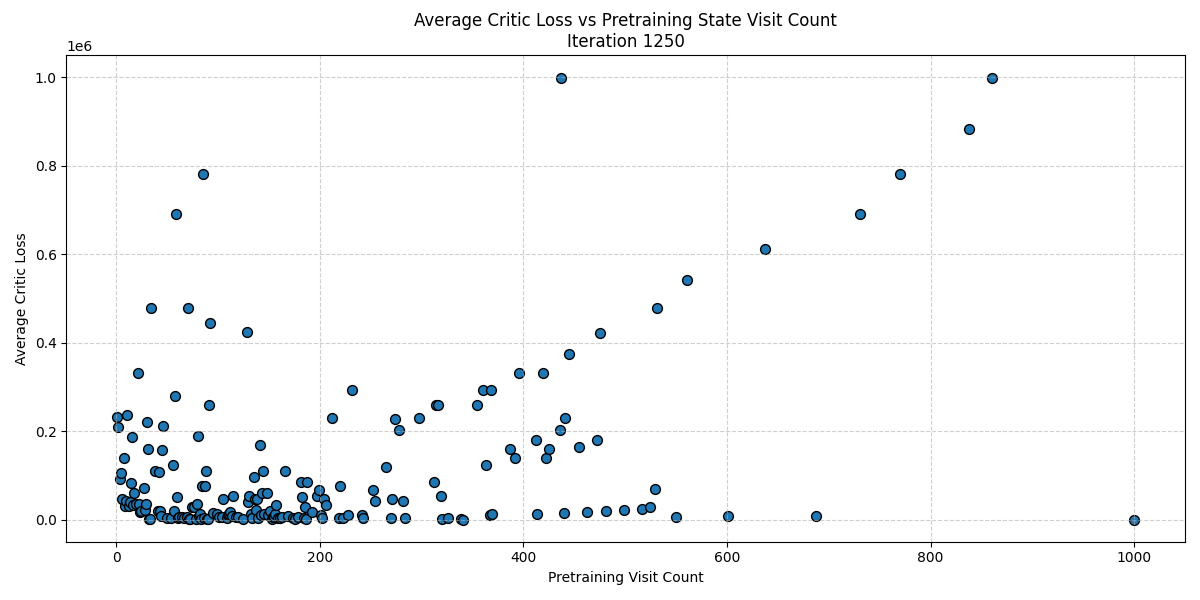 Average Critic Loss vs Pretraining State Visit Count
Iteration 1250
1e6
1.0
0.8
0.6
0.4
0.2
0.0
Average Critic Loss
0 200 400 600 800 1000
Pretraining Visit Count